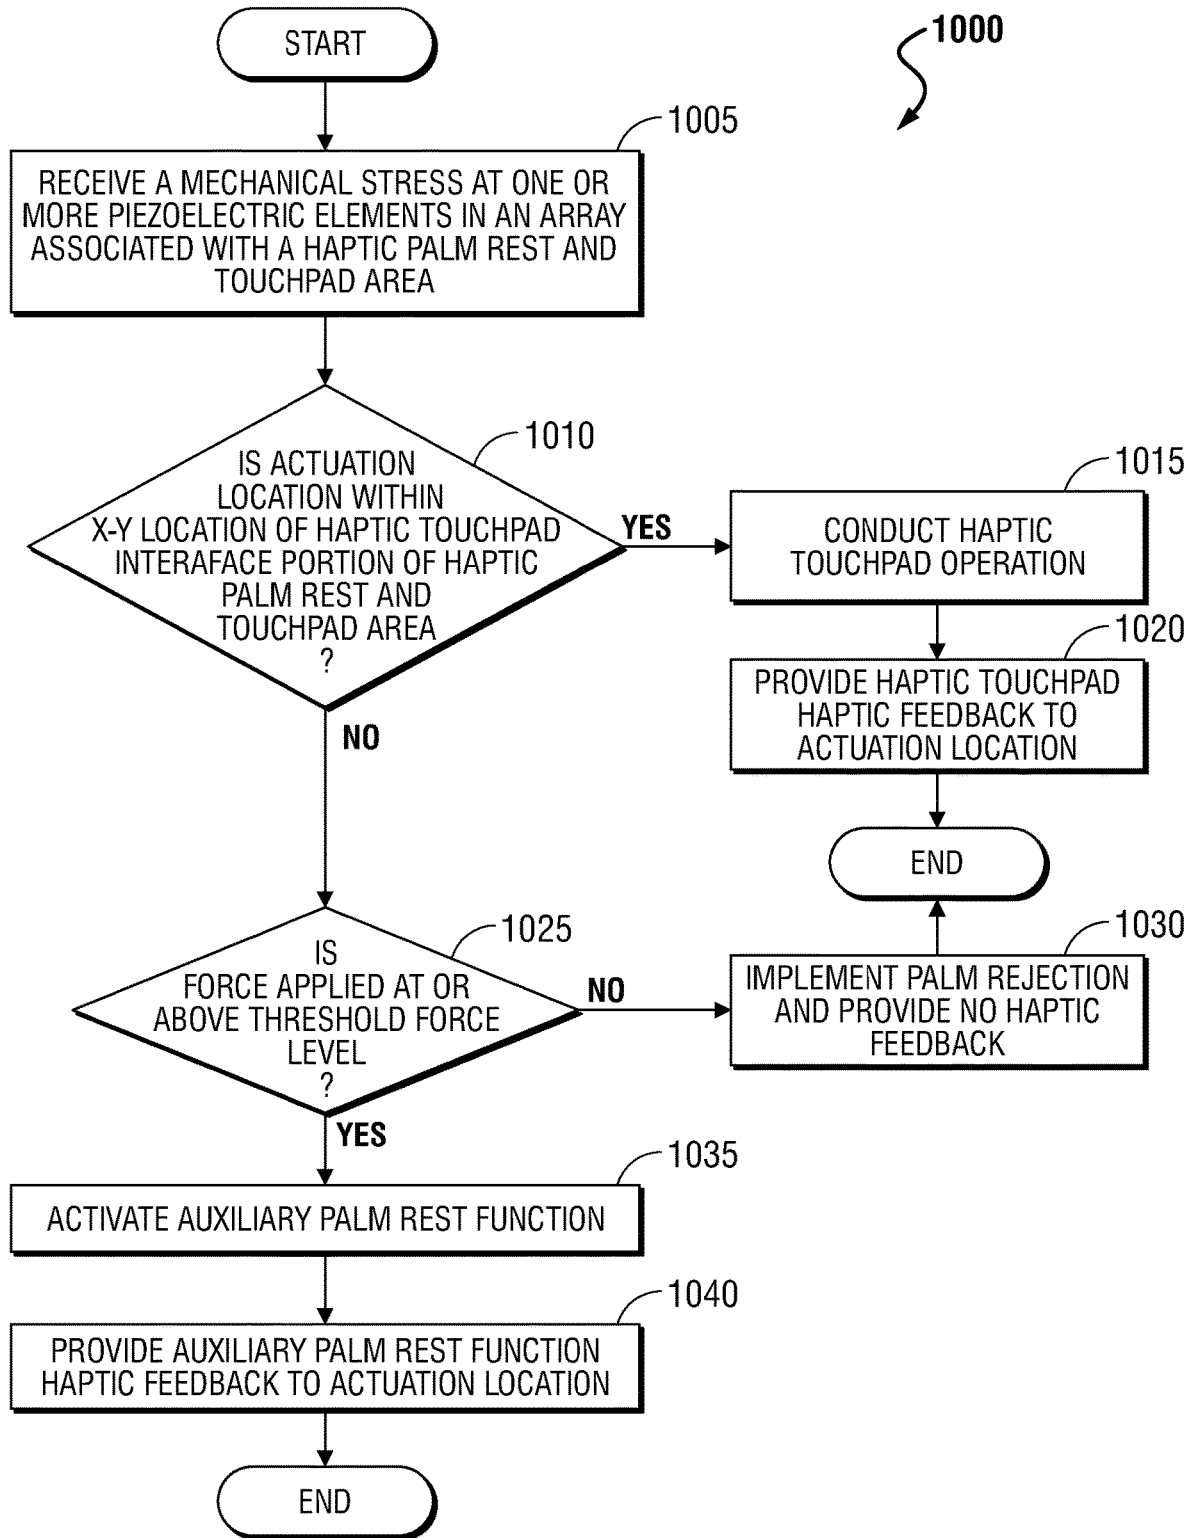 START
1000
1005
RECEIVE A MECHANICAL STRESS AT ONE OR
MORE PIEZOELECTRIC ELEMENTS IN AN ARRAY
ASSOCIATED WITH A HAPTIC PALM REST AND
TOUCHPAD AREA
1010
IS ACTUATION
LOCATION WITHIN
X-Y LOCATION OF HAPTIC TOUCHPAD
INTERAFACE PORTION OF HAPTIC
PALM REST AND
TOUCHPAD AREA
?
YES
NO
1015
CONDUCT HAPTIC
TOUCHPAD OPERATION
1020
PROVIDE HAPTIC TOUCHPAD
HAPTIC FEEDBACK TO
ACTUATION LOCATION
END
1025
IS
FORCE APPLIED AT OR
ABOVE THRESHOLD FORCE
LEVEL
?
NO
YES
1030
IMPLEMENT PALM REJECTION
AND PROVIDE NO HAPTIC
FEEDBACK
1035
ACTIVATE AUXILIARY PALM REST FUNCTION
1040
PROVIDE AUXILIARY PALM REST FUNCTION
HAPTIC FEEDBACK TO ACTUATION LOCATION
END